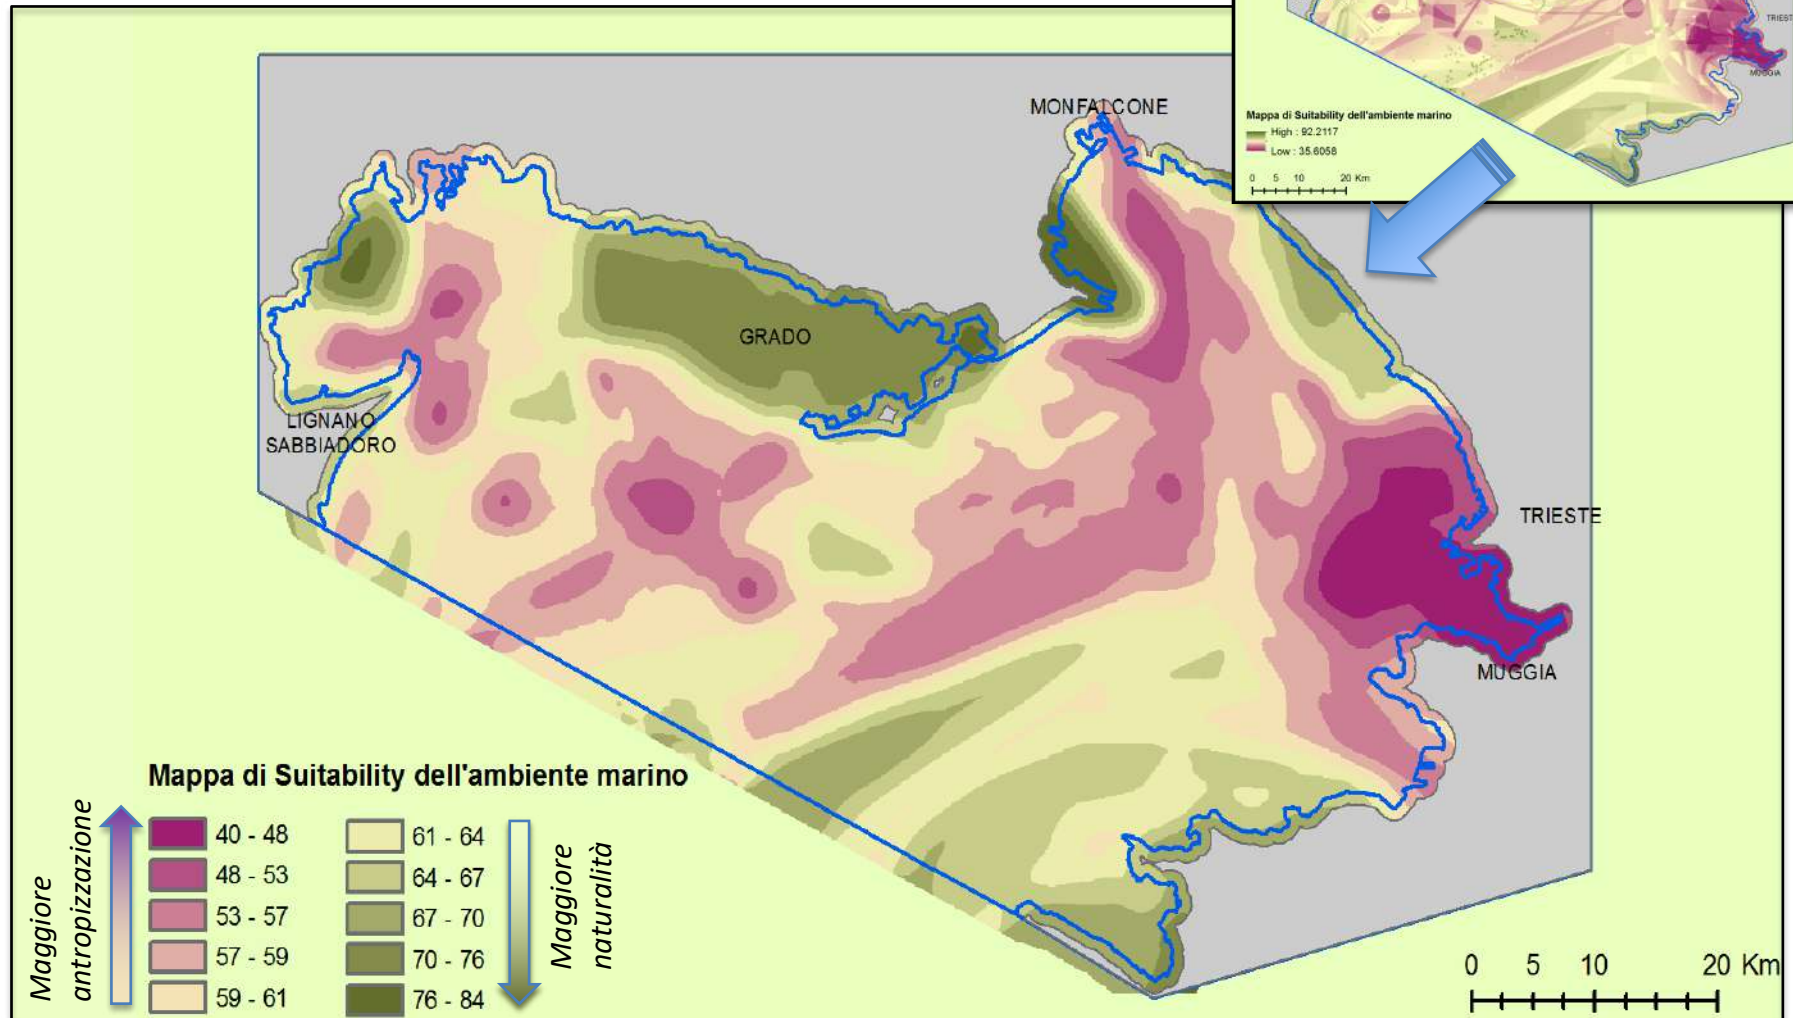 TRIEST
MUGGIA
Mappa di Suitability dell'ambiente marino
High : 92.2117
Low : 35.6058
0 5 10 20 Km
MONFALCONE
GRADO
LIGNANO
SABBIADORO
TRIESTE
MUGGIA
Mappa di Suitability dell'ambiente marino
Maggiore
antropizzazione
40 - 48
48 - 53
53 - 57
57 - 59
59 - 61
61 - 64
64 - 67
67 - 70
70 - 76
76 - 84
Maggiore
naturalità
0 5 10 20 Km